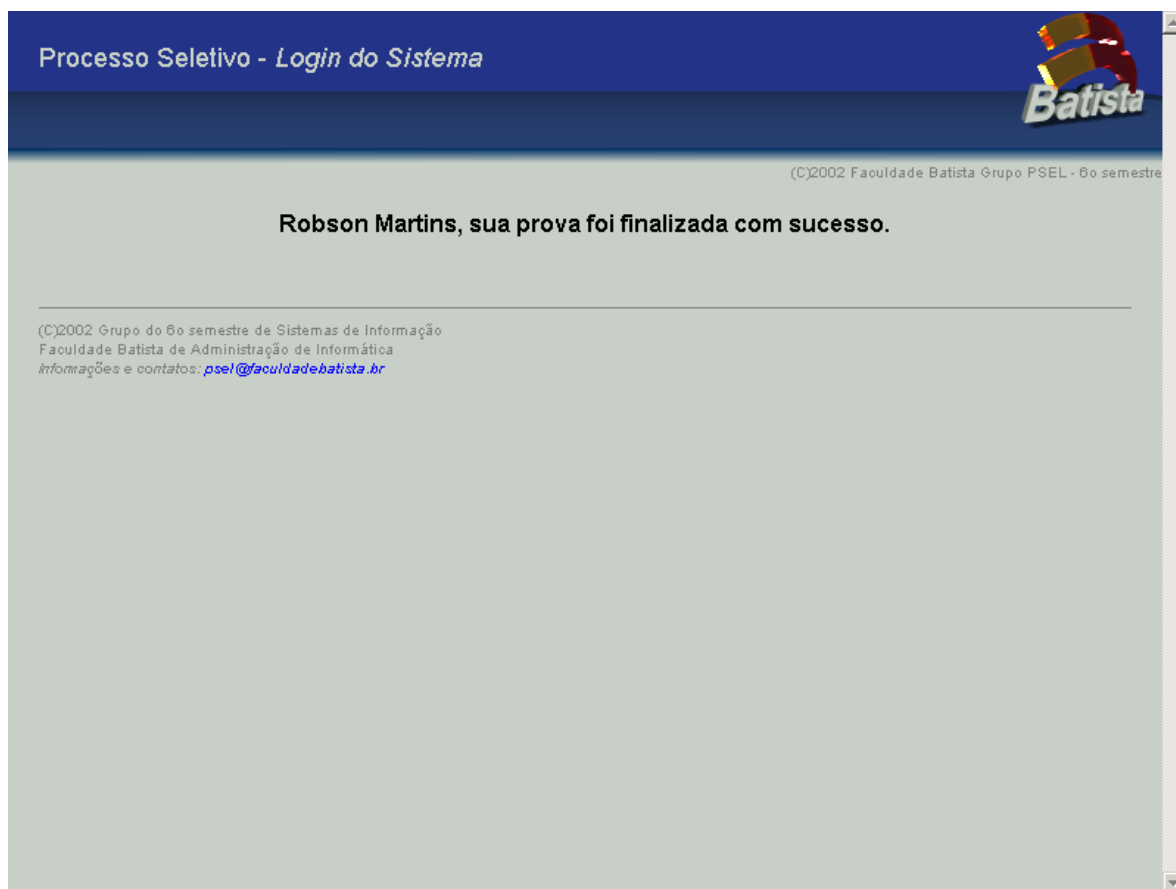 Processo Seletivo - Login do Sistema
Batista
(C)2002 Faculdade Batista Grupo PSEL - 6o semestre
Robson Martins, sua prova foi finalizada com sucesso.
(C)2002 Grupo do 6o semestre de Sistemas de Informação
Faculdade Batista de Administração de Informática
Informações e contatos: psel@faculdadebatista.br